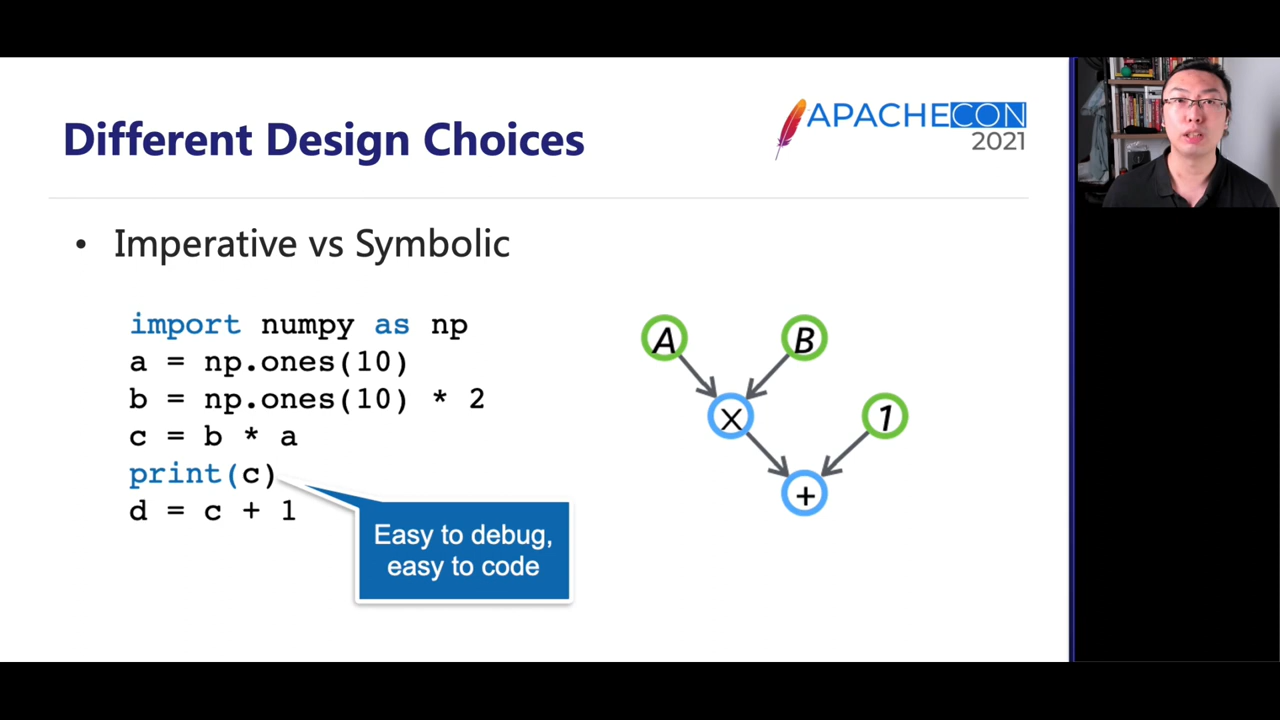 Different Design Choices
APACHECON
2021
• Imperative vs Symbolic
import numpy as np
a = np.ones(10)
b = np.ones(10) * 2
c = b * a
print(c)
d = c + 1
Easy to debug,
easy to code
A
B
X
1
+